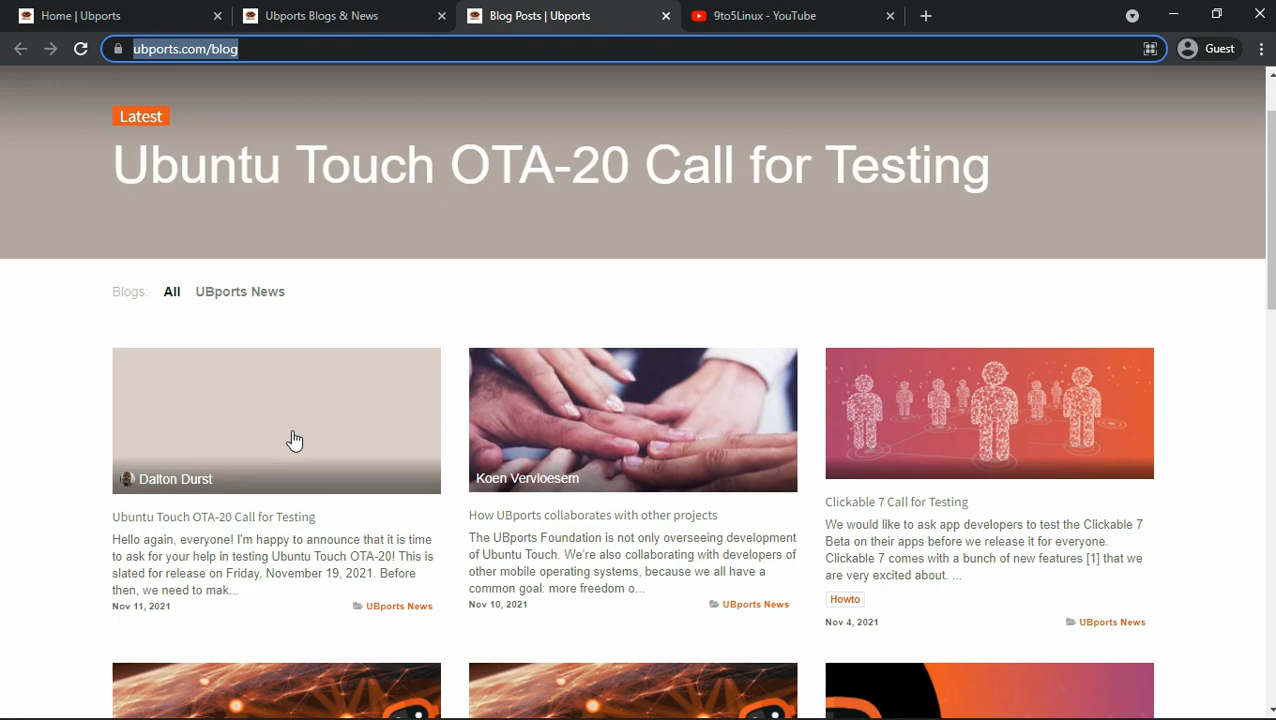 Home | Ubports
Ubports Blogs & News
Blog Posts | Ubports
9to5Linux - YouTube
ubports.com/blog
Guest
Latest
Ubuntu Touch OTA-20 Call for Testing
Blogs: All UBports News
Dalton Durst
Ubuntu Touch OTA-20 Call for Testing
Hello again, everyone! I'm happy to announce that it is time
to ask for your help in testing Ubuntu Touch OTA-20! This is
slated for release on Friday, November 19, 2021. Before
then, we need to mak...
Nov 11, 2021
UBports News
Koen Vervloesem
How UBports collaborates with other projects
The UBports Foundation is not only overseeing development
of Ubuntu Touch. We're also collaborating with developers of
other mobile operating systems, because we all have a
common goal: more freedom o...
Nov 10, 2021
UBports News
Clickable 7 Call for Testing
We would like to ask app developers to test the Clickable 7
Beta on their apps before we release it for everyone.
Clickable 7 comes with a bunch of new features [1] that we
are very excited about. ...
Howto
Nov 4, 2021
UBports News